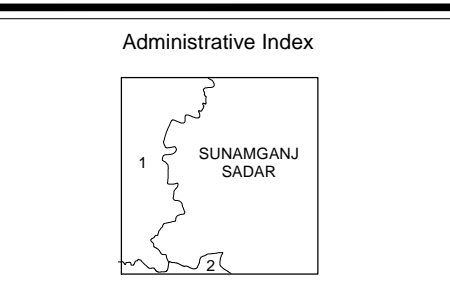 Administrative Index
1
SUNAMGANJ
SADAR
2